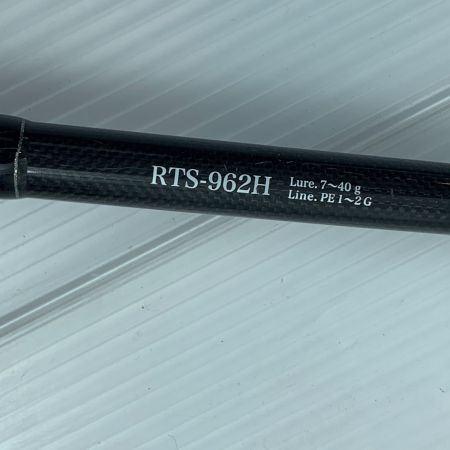 RTS-962H
Lure. 7~40 g
Line. PE 1~2 G